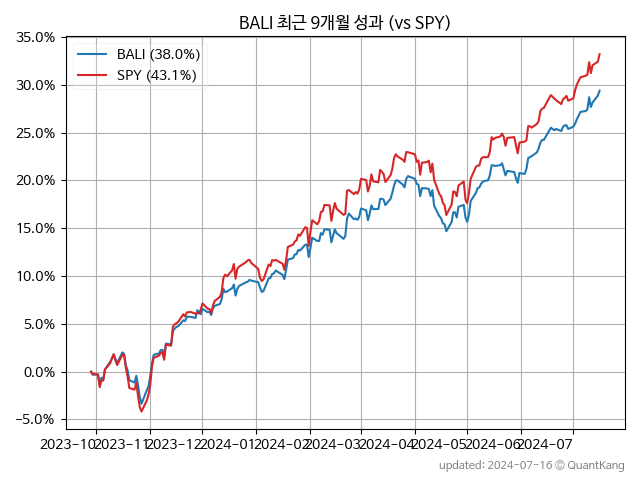 BALI 최근 9개월 성과 (vs SPY)
BALI (38.0%)
SPY (43.1%)
35.0%
30.0%
25.0%
20.0%
15.0%
10.0%
5.0%
0.0%
−5.0%
2023-10 2023-11 2023-12 2024-01 2024-02 2024-03 2024-04 2024-05 2024-06 2024-07
updated: 2024-07-16 © QuantKang